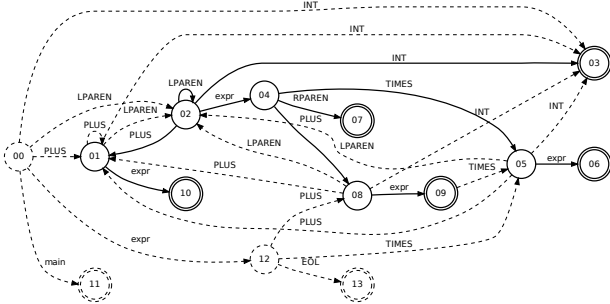 INT
INT
INT
03
LPAREN
LPAREN
02
expr
04
TIMES
RPAREN
INT
INT
LPAREN
PLUS
PLUS
PLUS
07
00
PLUS
01
LPAREN
LPAREN
05
expr
06
expr
PLUS
TIMES
10
PLUS
08
expr
09
expr
PLUS
TIMES
main
12
EOL
11
13